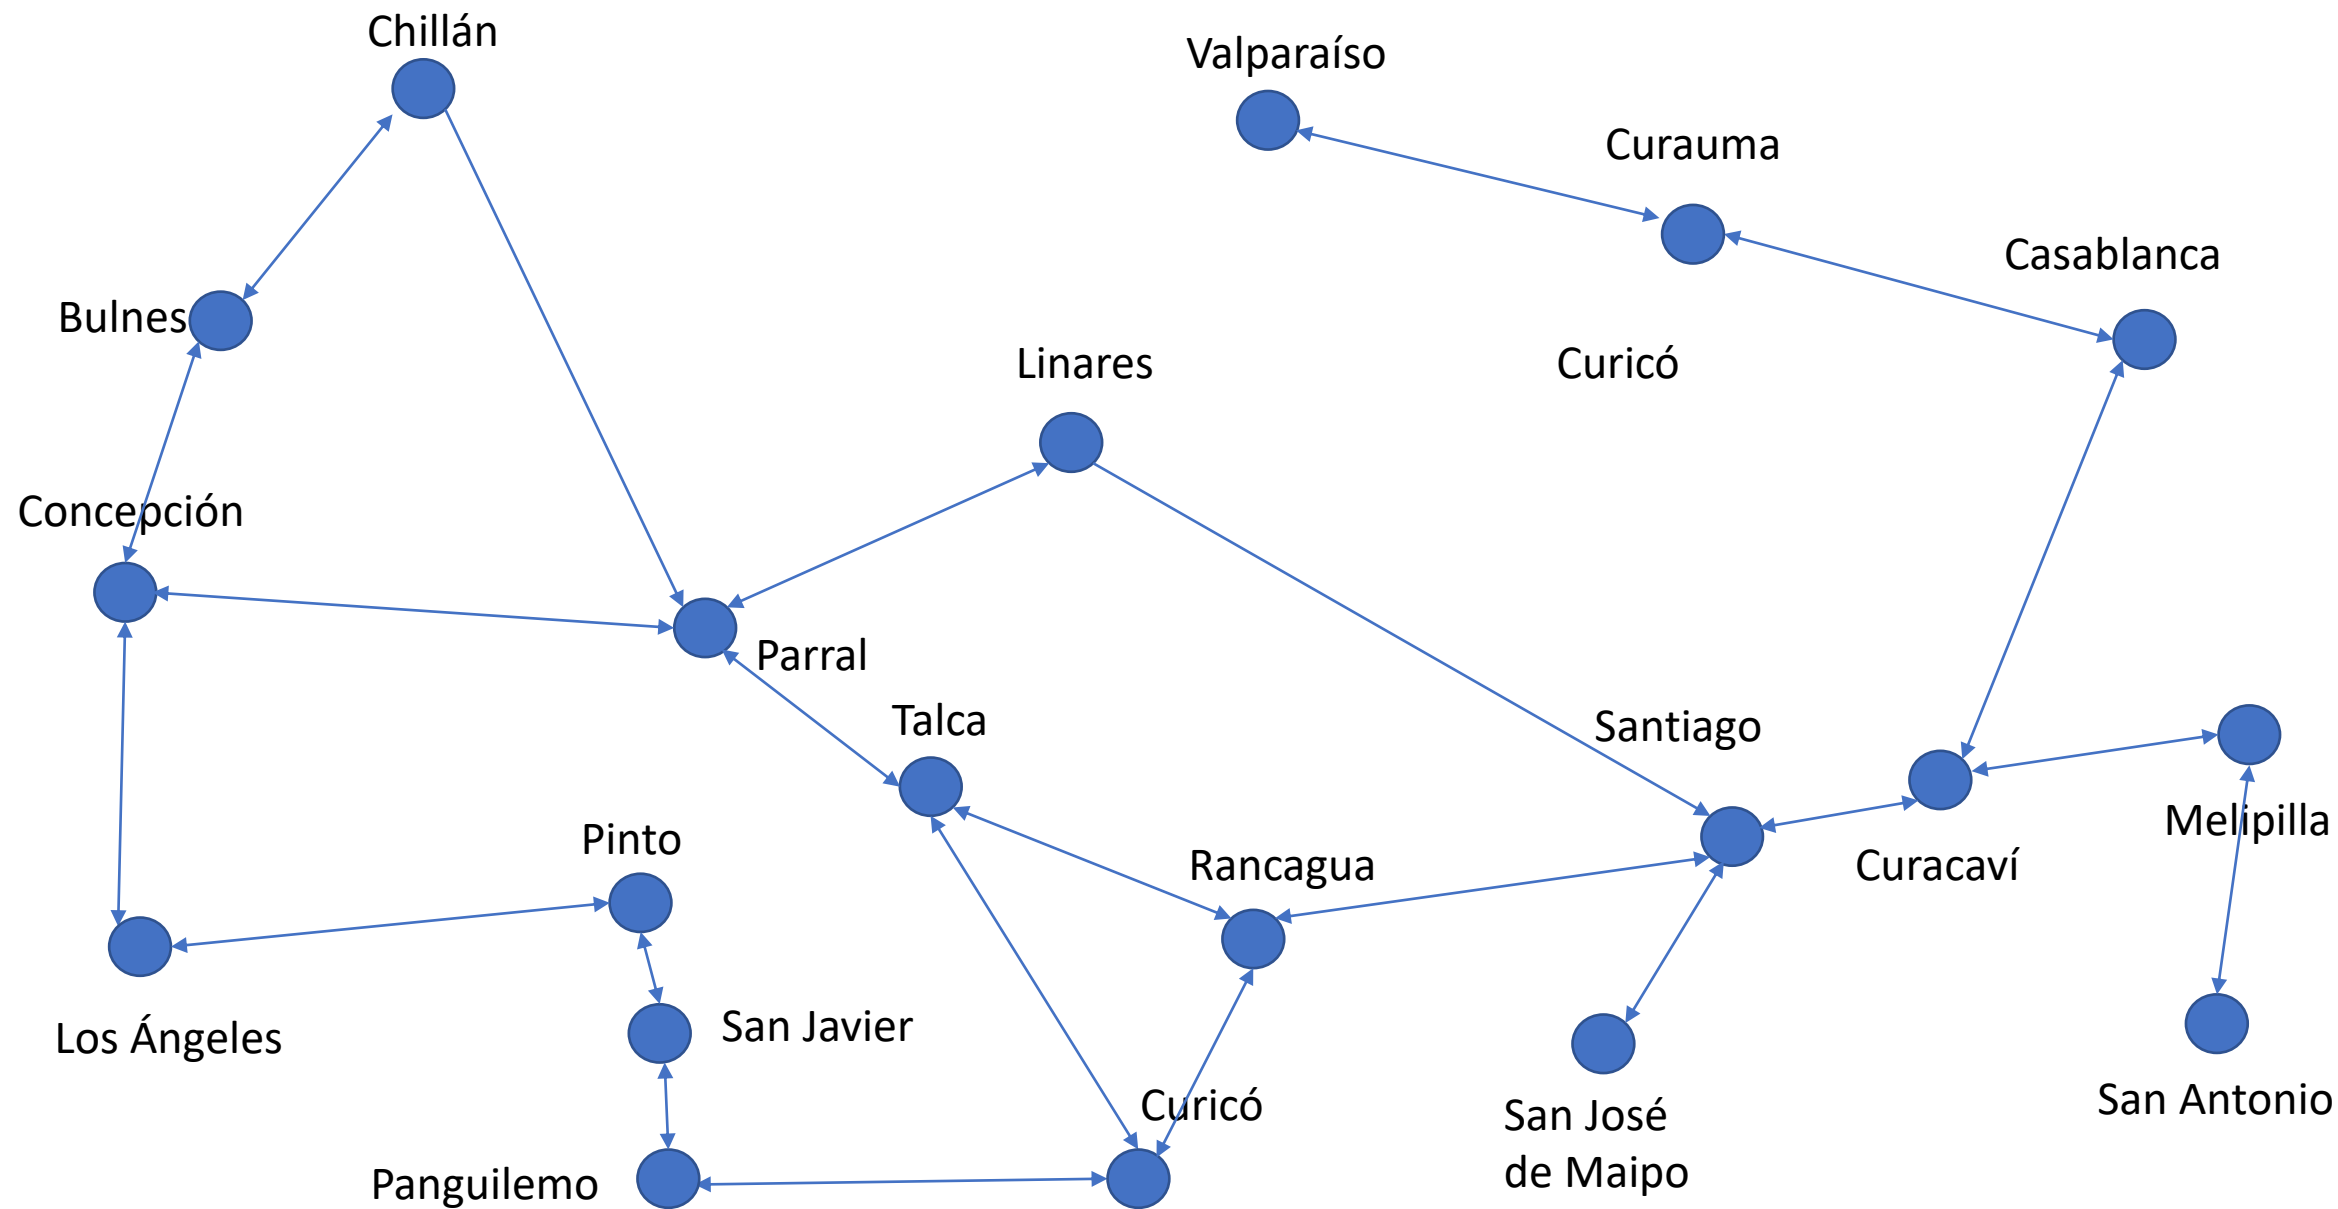 Chillán
Valparaíso
Curauma
Casablanca
Bulnes
Linares
Curicó
Concepción
Parral
Talca
Santiago
Melipilla
Pinto
Rancagua
Curacaví
San Javier
Los Ángeles
Curicó
San José
de Maipo
San Antonio
Panguilemo